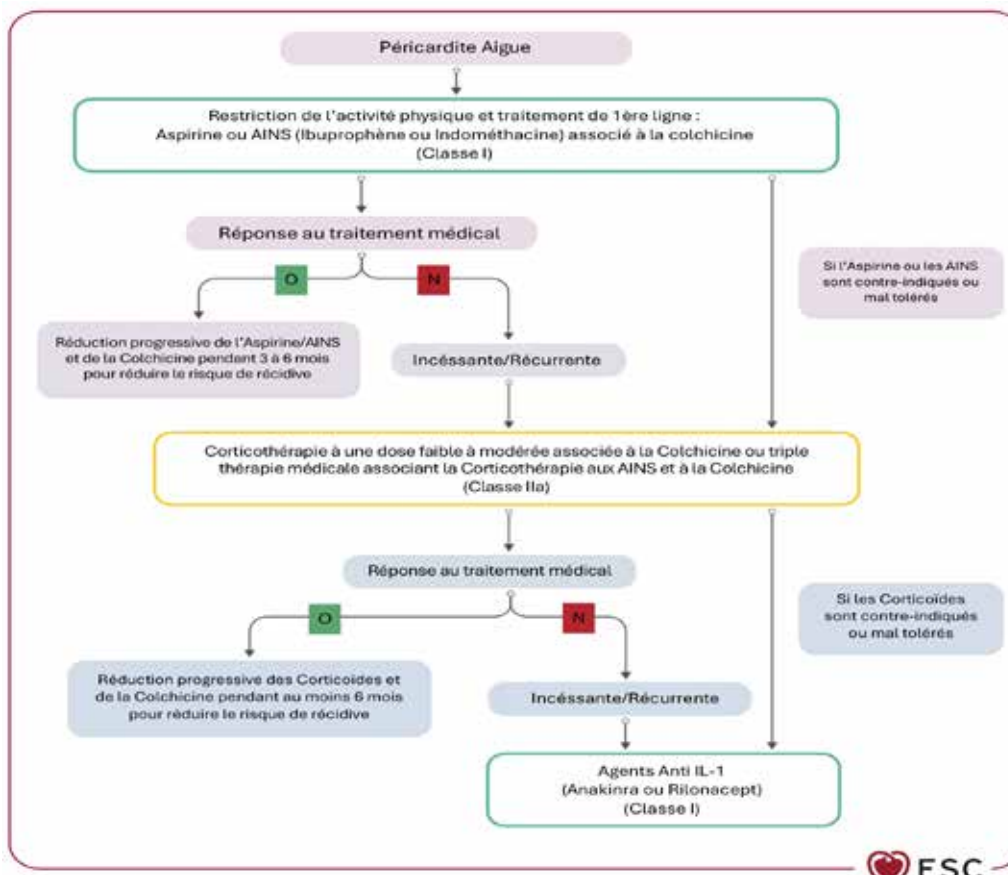 Péricardite Aigue
Restriction de l'activité physique et traitement de 1ère ligne :
Aspirine ou AINS (Ibuprophène ou Indométhacine) associé à la colchicine
(Classe I)
Réponse au traitement médical
Si l'Aspirine ou les AINS
sont contre-indiqués ou
mal tolérés
O
N
Réduction progressive de l'Aspirine/AINS
et de la Colchicine pendant 3 à 6 mois
pour réduire le risque de récidive
Incéssante/Récurrente
Corticothérapie à une dose faible à modérée associée à la Colchicine ou triple
thérapie médicale associant la Corticothérapie aux AINS et à la Colchicine
(Classe IIa)
Réponse au traitement médical
Si les Corticoïdes
sont contre-indiqués
ou mal tolérés
O
N
Réduction progressive des Corticoïdes et
de la Colchicine pendant au moins 6 mois
pour réduire le risque de récidive
Incéssante/Récurrente
Agents Anti IL-1
(Anakinra ou Rilonacept)
(Classe I)
ESC